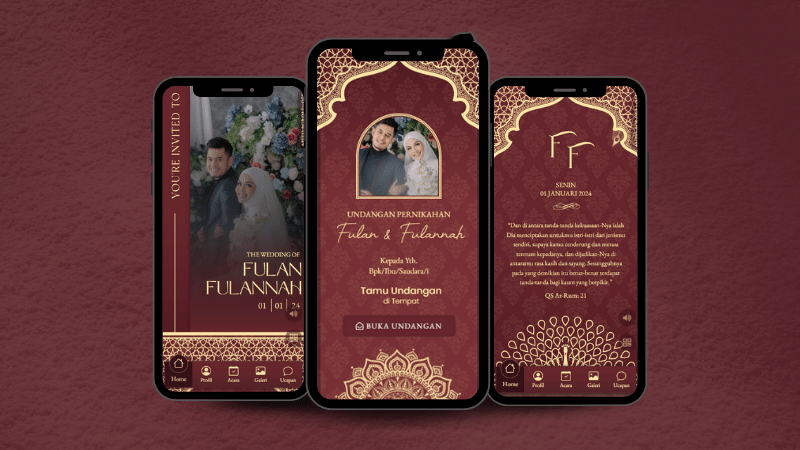 YOU'RE INVITED TO
THE WEDDING OF
FULAN
FULANNAH
01 | 01 | 24
Home
Profil
Acara
Galeri
Ucapan
UNDANGAN PERNIKAHAN
Fulan & Fulannah
Kepada Yth.
Bpk/Ibu/Saudara/i
Tamu Undangan
di Tempat
BUKA UNDANGAN
F F
SENIN
01 JANUARI 2024
"Dan di antara tanda-tanda kekuasaan-Nya ialah
Dia menciptakan untukmu istri-istri dari jenismu
sendiri, supaya kamu cenderung dan merasa
tenteram kepadanya, dan dijadikan-Nya di
antaramu rasa kasih dan sayang. Sesungguhnya
pada yang demikian itu benar-benar terdapat
tanda-tanda bagi kaum yang berpikir."
QS Ar-Rum: 21
Home
Profil
Acara
Galeri
Ucapan